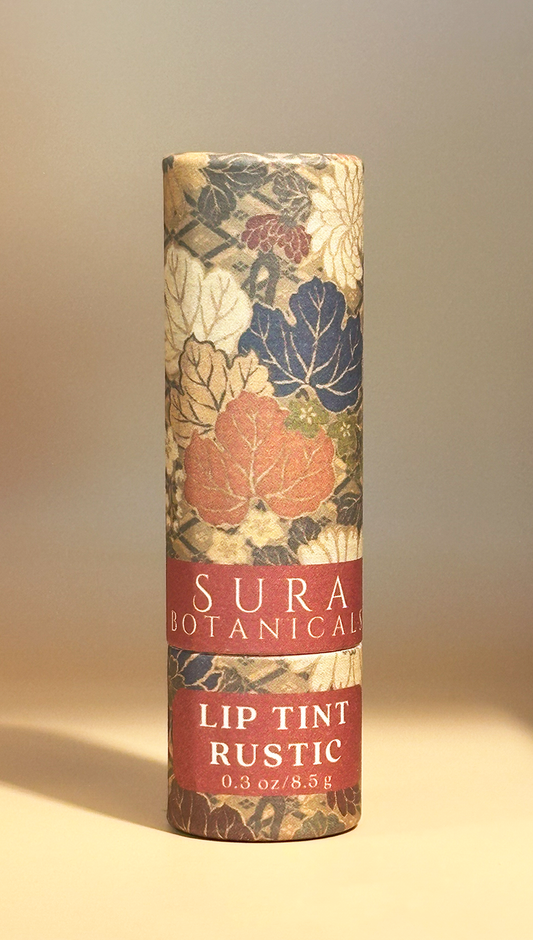 SURA
BOTANICALS
LIP TINT
RUSTIC
0.3 oz/8.5 g